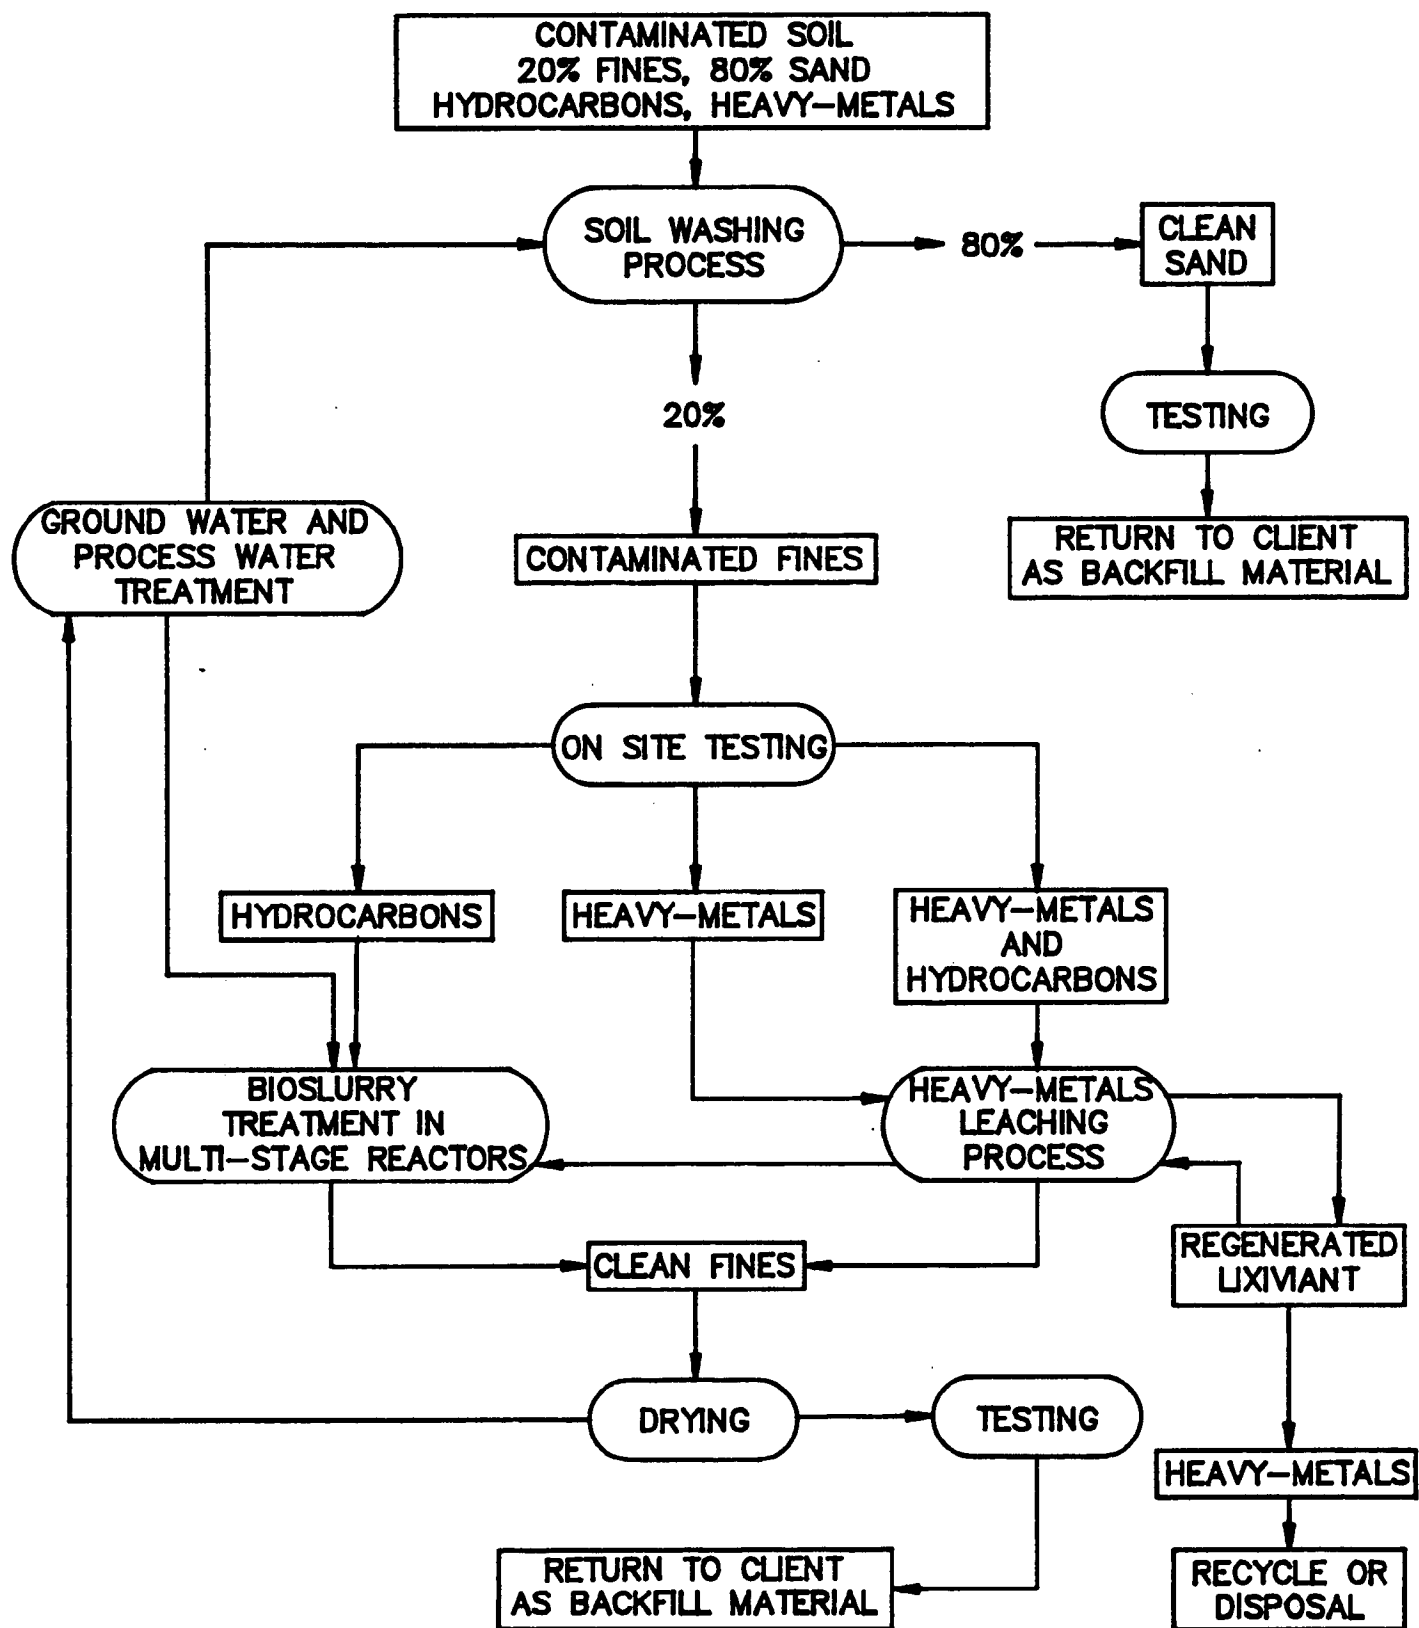 CONTAMINATED SOIL
20% FINES, 80% SAND
HYDROCARBONS, HEAVY-METALS
SOIL WASHING
PROCESS
80%
CLEAN
SAND
20%
TESTING
GROUND WATER AND
PROCESS WATER
TREATMENT
CONTAMINATED FINES
RETURN TO CLIENT
AS BACKFILL MATERIAL
ON SITE TESTING
HYDROCARBONS
HEAVY-METALS
HEAVY-METALS
AND
HYDROCARBONS
BIOSLURRY
TREATMENT IN
MULTI-STAGE REACTORS
HEAVY-METALS
LEACHING
PROCESS
CLEAN FINES
REGENERATED
LIXIVIANT
DRYING
TESTING
HEAVY-METALS
RETURN TO CLIENT
AS BACKFILL MATERIAL
RECYCLE OR
DISPOSAL